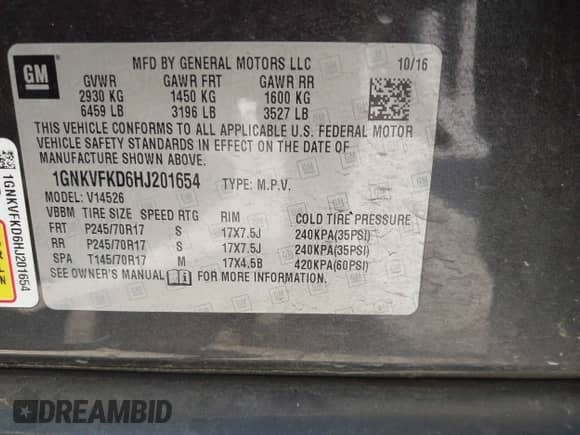 GM
MFD BY GENERAL MOTORS LLC 10/16
GVWR GAWR FRT GAWR RR
2930 KG 1450 KG 1600 KG
6459 LB 3196 LB 3527 LB
THIS VEHICLE CONFORMS TO ALL APPLICABLE U.S. FEDERAL MOTOR
VEHICLE SAFETY STANDARDS IN EFFECT ON THE DATE OF
MANUFACTURE SHOWN ABOVE.
1GNKVFKD6HJ201654 TYPE: M.P.V.
MODEL: V14526
VBBM TIRE SIZE SPEED RTG RIM COLD TIRE PRESSURE
FRT P245/70R17 S 17X7.5J 240KPA(35PSI)
RR P245/70R17 S 17X7.5J 240KPA(35PSI)
SPA T145/70R17 M 17X4.5B 420KPA(60PSI)
SEE OWNER'S MANUAL FOR MORE INFORMATION
1GNKVFKD6HJ201654
DREAMBID